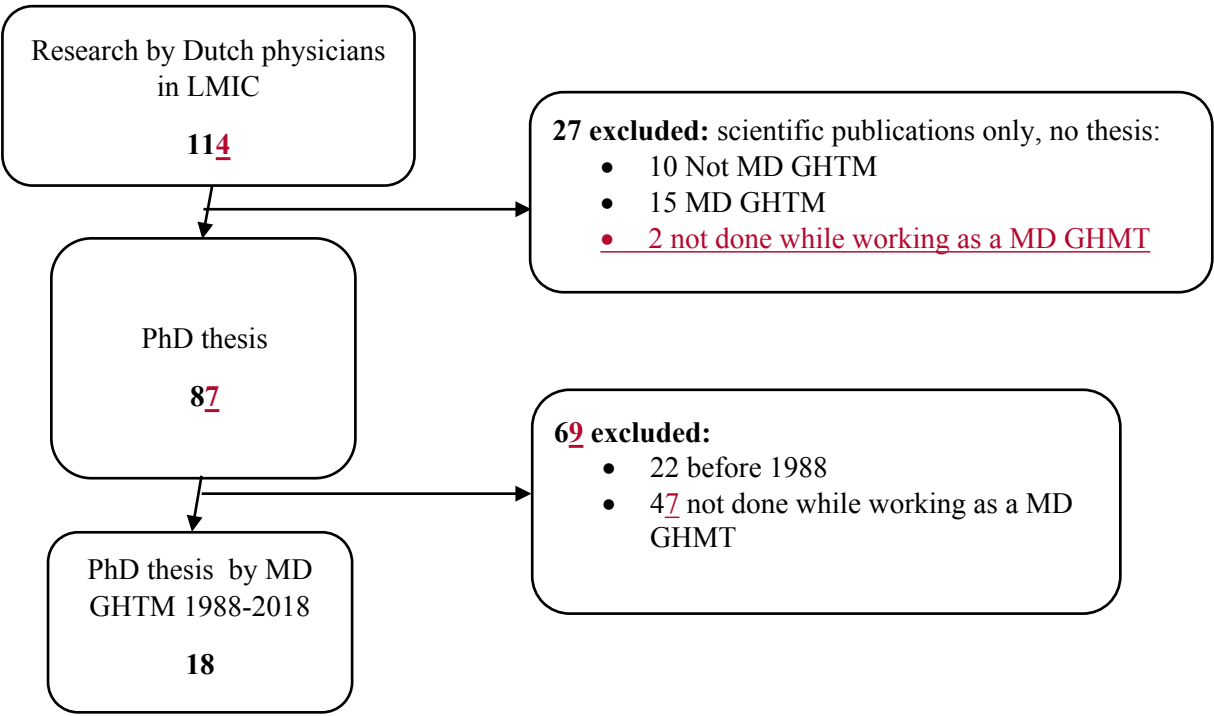 Research by Dutch physicians
in LMIC
114
27 excluded: scientific publications only, no thesis:
• 10 Not MD GHTM
• 15 MD GHTM
• 2 not done while working as a MD GHMT
PhD thesis
87
69 excluded:
• 22 before 1988
• 47 not done while working as a MD
GHMT
PhD thesis by MD
GHTM 1988-2018
18